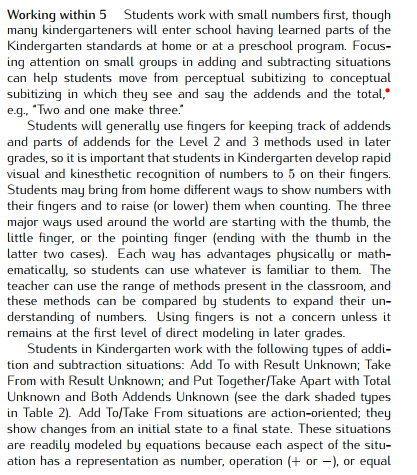 Working within 5 Students work with small numbers first, though
many kindergarteners will enter school having learned parts of the
Kindergarten standards at home or at a preschool program. Focus-
ing attention on small groups in adding and subtracting situations
can help students move from perceptual subitizing to conceptual
subitizing in which they see and say the addends and the total,•
e.g., “Two and one make three.”
Students will generally use fingers for keeping track of addends
and parts of addends for the Level 2 and 3 methods used in later
grades, so it is important that students in Kindergarten develop rapid
visual and kinesthetic recognition of numbers to 5 on their fingers.
Students may bring from home different ways to show numbers with
their fingers and to raise (or lower) them when counting. The three
major ways used around the world are starting with the thumb, the
little finger, or the pointing finger (ending with the thumb in the
latter two cases). Each way has advantages physically or math-
ematically, so students can use whatever is familiar to them. The
teacher can use the range of methods present in the classroom, and
these methods can be compared by students to expand their un-
derstanding of numbers. Using fingers is not a concern unless it
remains at the first level of direct modeling in later grades.
Students in Kindergarten work with the following types of addi-
tion and subtraction situations: Add To with Result Unknown; Take
From with Result Unknown; and Put Together/Take Apart with Total
Unknown and Both Addends Unknown (see the dark shaded types
in Table 2). Add To/Take From situations are action-oriented; they
show changes from an initial state to a final state. These situations
are readily modeled by equations because each aspect of the situ-
ation has a representation as number, operation (+ or −), or equal